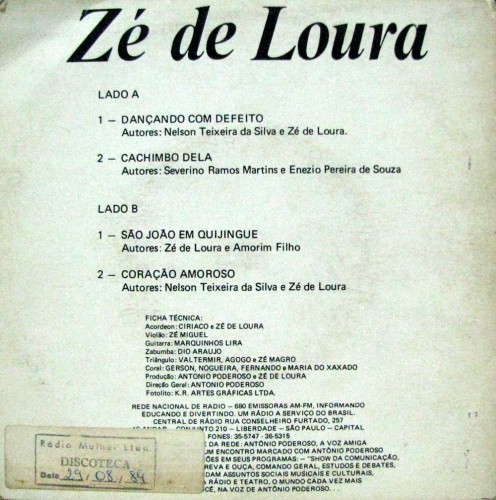 Zé de Loura
LADO A
1 – DANÇANDO COM DEFEITO
Autores: Nelson Teixeira da Silva e Zé de Loura.
2 – CACHIMBO DELA
Autores: Severino Ramos Martins e Enezio Pereira de Souza
LADO B
1 – SÃO JOÃO EM QUIJINGUE
Autores: Zé de Loura e Amorim Filho
2 – CORAÇÃO AMOROSO
Autores: Nelson Teixeira da Silva e Zé de Loura
FICHA TÉCNICA:
Acordeon: CIRIACO e ZÉ DE LOURA
Violão: ZÉ MIGUEL
Guitarra: MARQUINHOS LIRA
Zabumba: DIO ARAUJO
Triângulo: VALTERMIR, AGOGO e ZÉ MAGRO
Coral: GERSON, NOGUEIRA, FERNANDO e MARIA DO XAXADO
Produção: ANTONIO PODEROSO e ZÉ DE LOURA
Direção Geral: ANTONIO PODEROSO
Fotolito: K.R. ARTES GRÁFICAS LTDA.
REDE NACIONAL DE RADIO – 680 EMISSORAS AM-FM, INFORMANDO
EDUCANDO E DIVERTINDO. UM RÁDIO A SERVIÇO DO BRASIL.
CENTRAL DE RÁDIO RUA CONSELHEIRO FURTADO, 257
CONJUNTO 210 – LIBERDADE – SÃO PAULO – CAPITAL
FONES: 35-5747 - 36-5315
DA REDE: ANTÔNIO PODEROSO, A VOZ AMIGA
UM ENCONTRO MARCADO COM ANTÔNIO PODEROSO
EM SEUS PROGRAMAS: – "SHOW DA COMUNICAÇÃO,
E OUÇA, COMANDO GERAL, ESTUDOS E DEBATES,
ASSUNTOS SOCIAIS MUSICAIS E CULTURAIS,
RÁDIO E TEATRO, O MUNDO CADA VEZ MAIS
NA VOZ DE ANTÔNIO PODEROSO...
Rádio Mulher Ltda.
DISCOTECA
Data 29/08/84